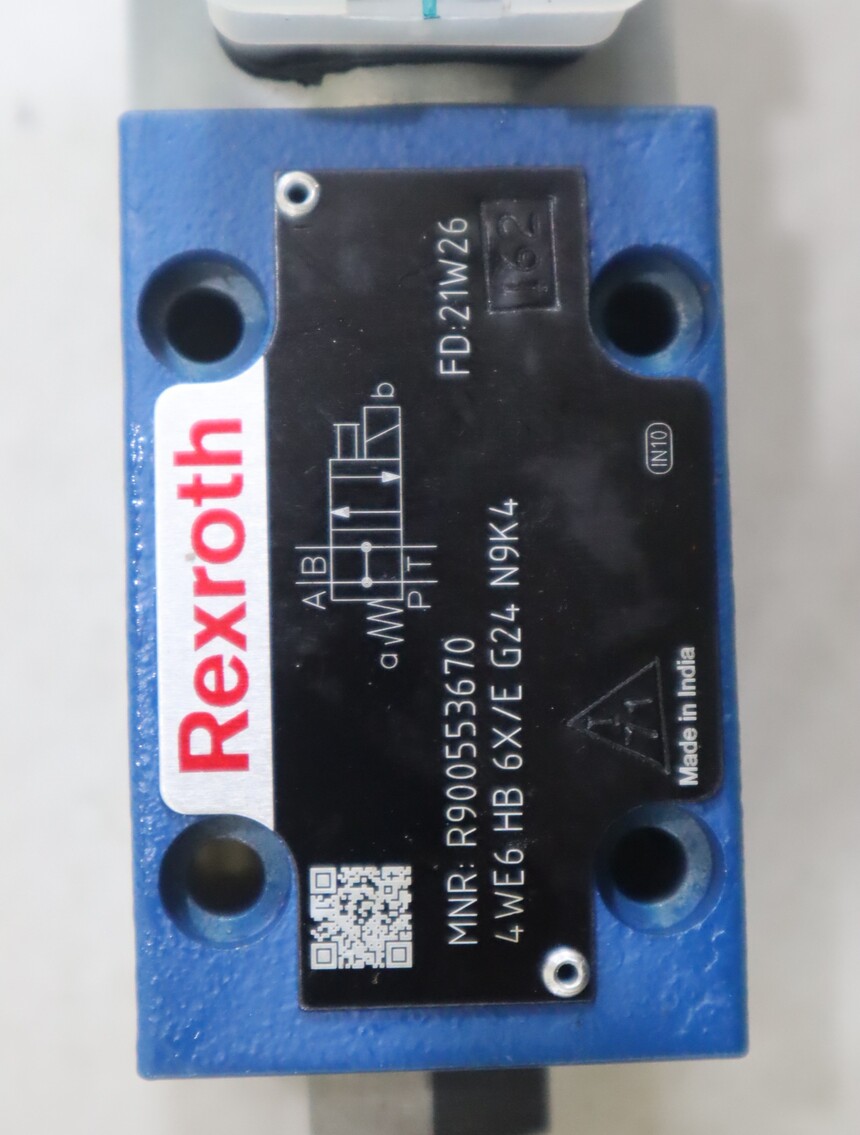 Rexroth
A B
a
b
P T
MNR: R900553670
FD:21W26
4WE6 HB 6X/E G24 N9K4
162
IN10
Made in India